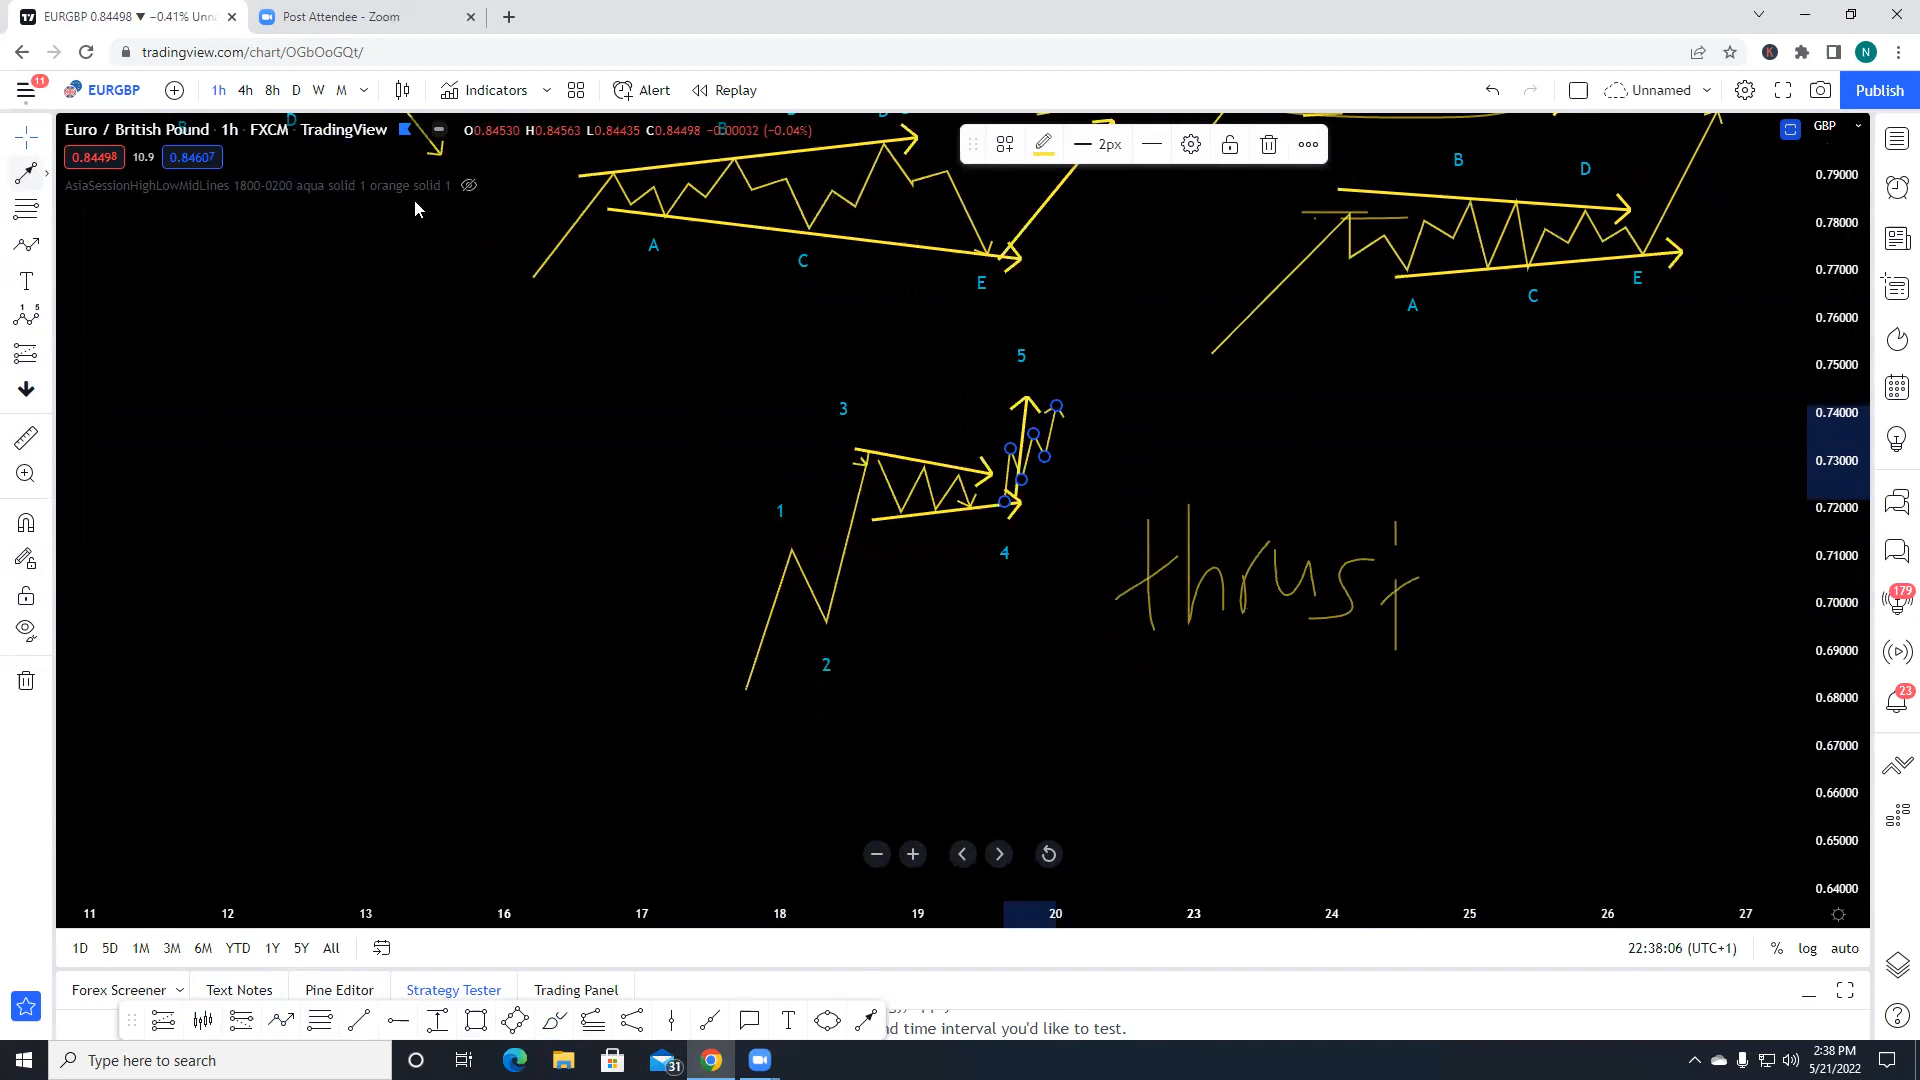 EURGBP 0.84498 ▼ −0.41% Unn
Post Attendee - Zoom
tradingview.com/chart/OGbOoGQt/
K
N
11
EURGBP
1h 4h 8h D W M
Indicators
Alert
Replay
Unnamed
Publish
Euro / British Pound · 1h · FXCM · TradingView
O0.84530 H0.84563 L0.84435 C0.84498 −0.00032 (−0.04%)
0.84498 10.9 0.84607
AsiaSessionHighLowMidLines 1800-0200 aqua solid 1 orange solid 1
2px
GBP
B
D
B
A
C
E
B
D
A
C
E
5
3
1
4
2
thrust
0.79000
0.78000
0.77000
0.76000
0.75000
0.74000
0.73000
0.72000
0.71000
0.70000
0.69000
0.68000
0.67000
0.66000
0.65000
0.64000
179
23
11 12 13 16 17 18 19 20 23 24 25 26 27
1D 5D 1M 3M 6M YTD 1Y 5Y All
22:38:06 (UTC+1)
% log auto
Forex Screener
Text Notes
Pine Editor
Strategy Tester
Trading Panel
nd time interval you'd like to test.
Type here to search
31
2:38 PM
5/21/2022